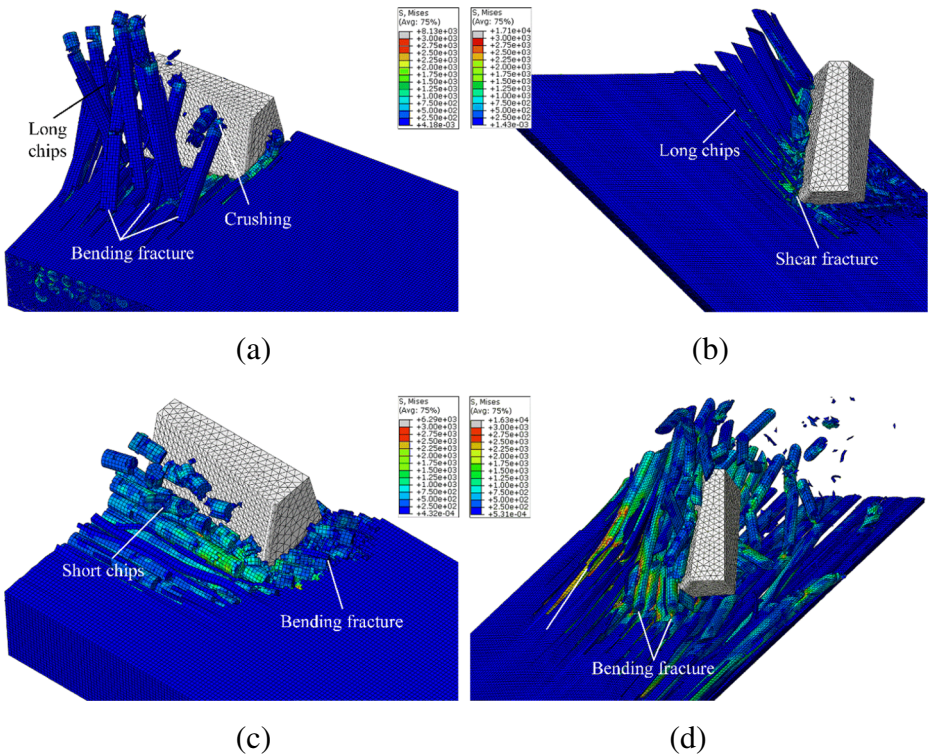 S, Mises
(Avg: 75%)
+8.13e+03
+3.00e+03
+2.75e+03
+2.50e+03
+2.25e+03
+2.00e+03
+1.75e+03
+1.50e+03
+1.25e+03
+1.00e+03
+7.50e+02
+5.00e+02
+2.50e+02
+4.18e-03
Long
chips
Crushing
Bending fracture
(a)
S, Mises
(Avg: 75%)
+1.71e+04
+3.00e+03
+2.75e+03
+2.50e+03
+2.25e+03
+2.00e+03
+1.75e+03
+1.50e+03
+1.25e+03
+1.00e+03
+7.50e+02
+5.00e+02
+2.50e+02
+1.43e-03
Long chips
Shear fracture
(b)
S, Mises
(Avg: 75%)
+6.29e+03
+3.00e+03
+2.75e+03
+2.50e+03
+2.25e+03
+2.00e+03
+1.75e+03
+1.50e+03
+1.25e+03
+1.00e+03
+7.50e+02
+5.00e+02
+2.50e+02
+4.32e-04
Short chips
Bending fracture
(c)
S, Mises
(Avg: 75%)
+1.63e+04
+3.00e+03
+2.75e+03
+2.50e+03
+2.25e+03
+2.00e+03
+1.75e+03
+1.50e+03
+1.25e+03
+1.00e+03
+7.50e+02
+5.00e+02
+2.50e+02
+5.31e-04
Bending fracture
(d)